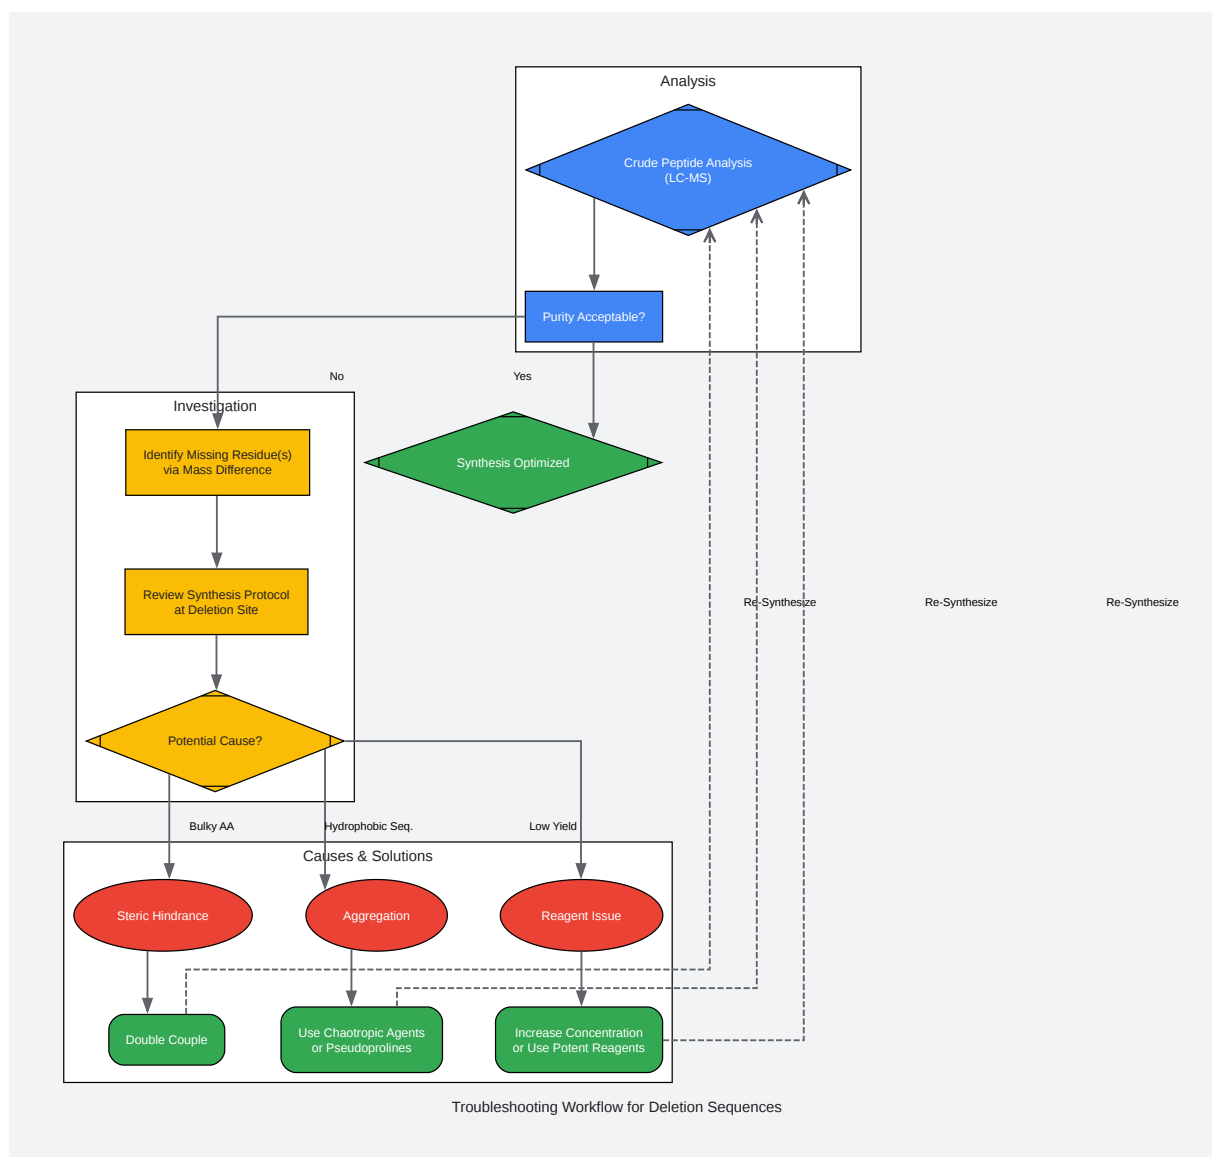 Analysis
Crude Peptide Analysis
(LC-MS)
Purity Acceptable?
No
Yes
Investigation
Identify Missing Residue(s)
via Mass Difference
Synthesis Optimized
Review Synthesis Protocol
at Deletion Site
Re-Synthesize
Re-Synthesize
Re-Synthesize
Potential Cause?
Bulky AA
Hydrophobic Seq.
Low Yield
Causes & Solutions
Steric Hindrance
Aggregation
Reagent Issue
Double Couple
Use Chaotropic Agents
or Pseudoprolines
Increase Concentration
or Use Potent Reagents
Troubleshooting Workflow for Deletion Sequences